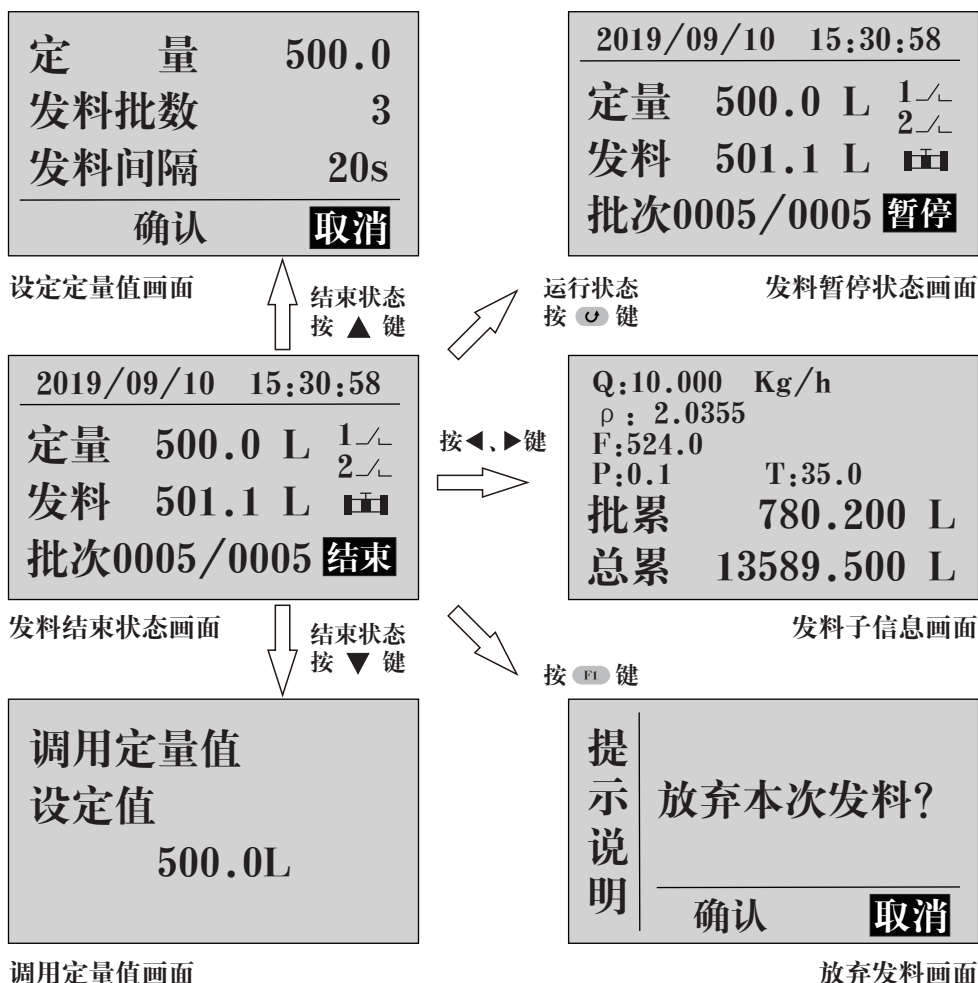 定 量 500.0
发料批数 3
发料间隔 20s
确认 取消
设定定量值画面
结束状态
按 ▲ 键
2019/09/10 15:30:58
定量 500.0 L 1
2
发料 501.1 L
批次0005/0005 暂停
发料暂停状态画面
运行状态
按 键
2019/09/10 15:30:58
定量 500.0 L 1
2
发料 501.1 L
批次0005/0005 结束
发料结束状态画面
按◀、▶键
Q:10.000 Kg/h
ρ: 2.0355
F:524.0
P:0.1 T:35.0
批累 780.200 L
总累 13589.500 L
发料子信息画面
结束状态
按 ▼ 键
调用定量值
设定值
500.0L
调用定量值画面
按 F1 键
提示说明
放弃本次发料?
确认 取消
放弃发料画面